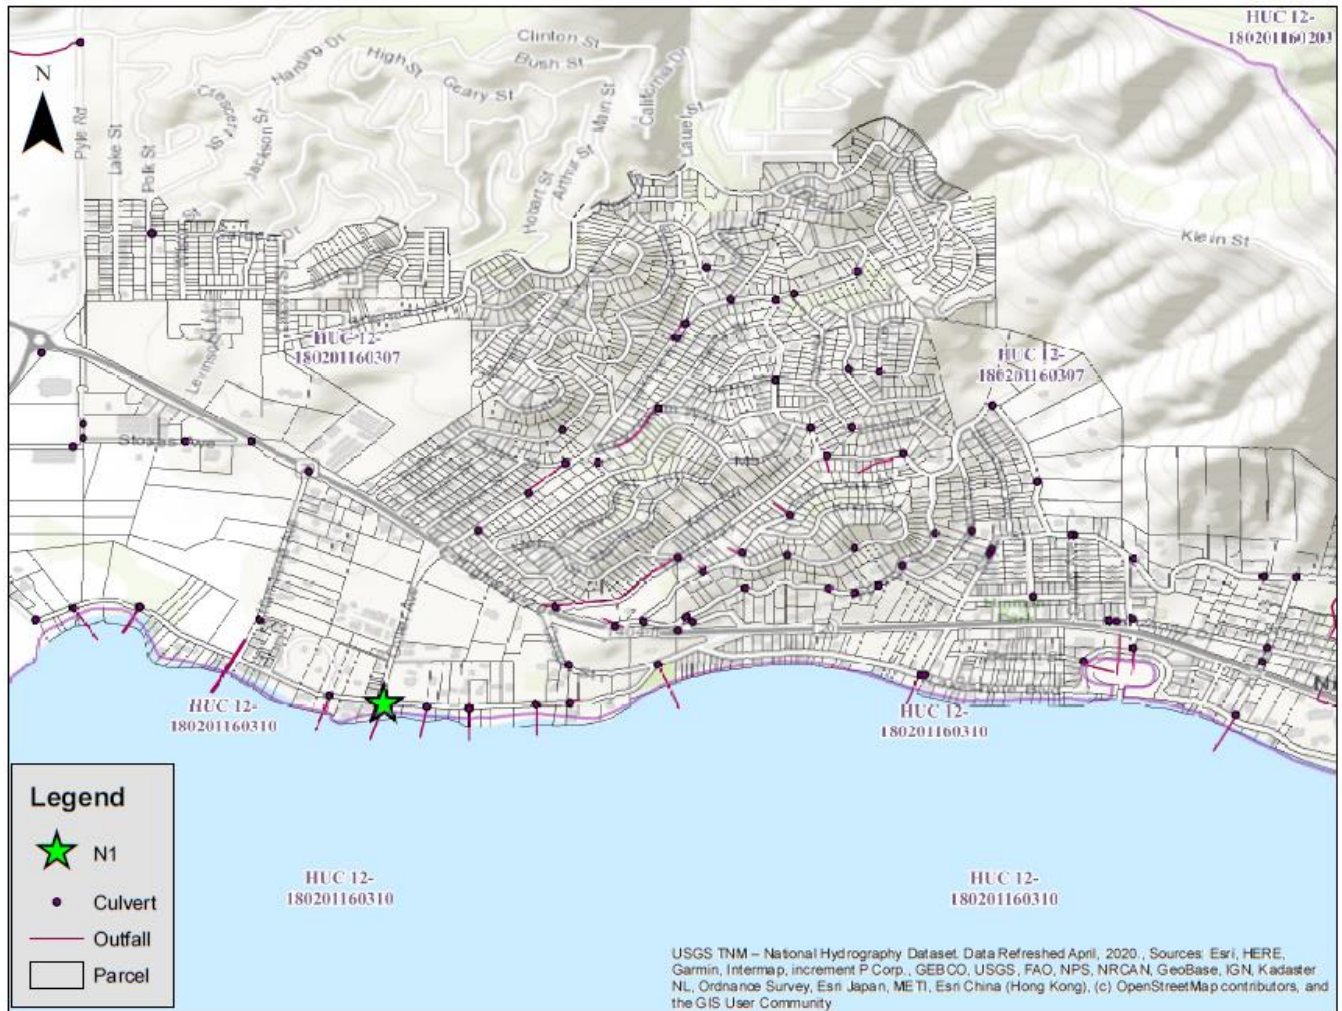 HUC 12-
180201160203
N
Clinton St
Bush St
Harding Dr
High St
Geary St
Main St
California Dr
Crescent St
Jackson St
Laurel St
Pyle Rd
Lake St
Polk St
Hobart St
Arthur St
Klein St
HUC 12-
180201160307
HUC 12-
180201160307
HUC 12-
180201160310
HUC 12-
180201160310
Legend
N1
Culvert
Outfall
Parcel
HUC 12-
180201160310
HUC 12-
180201160310
USGS TNM – National Hydrography Dataset. Data Refreshed April, 2020., Sources: Esri, HERE,
Garmin, Intermap, increment P Corp., GEBCO, USGS, FAO, NPS, NRCAN, GeoBase, IGN, Kadaster
NL, Ordnance Survey, Esri Japan, METI, Esri China (Hong Kong), (c) OpenStreetMap contributors, and
the GIS User Community